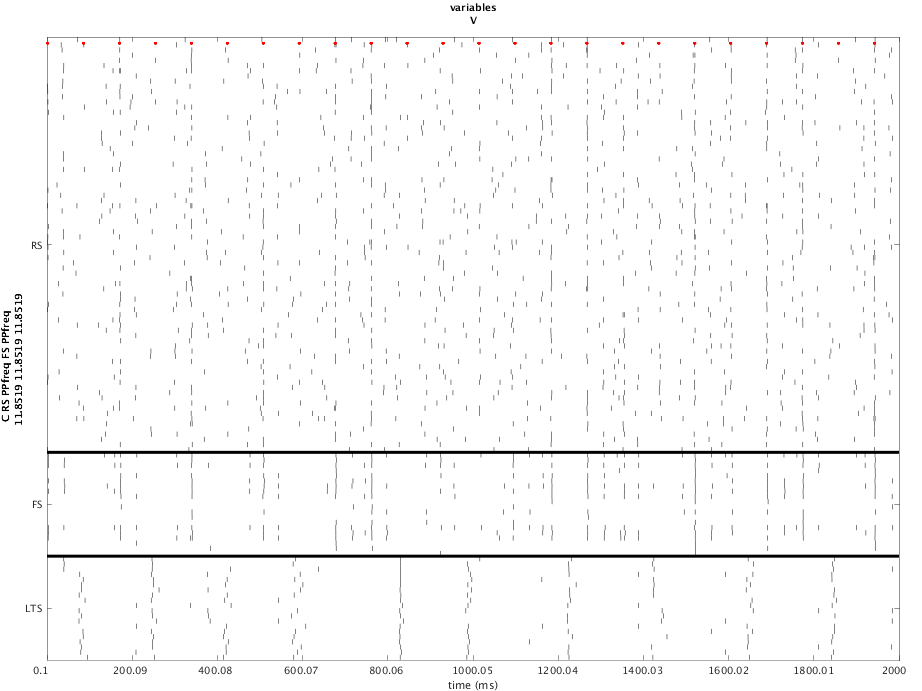 variables
V
C RS PPfreq FS PPfreq
11.8519 11.8519 11.8519
RS
FS
LTS
0.1 200.09 400.08 600.07 800.06 1000.05 1200.04 1400.03 1600.02 1800.01 2000
time (ms)